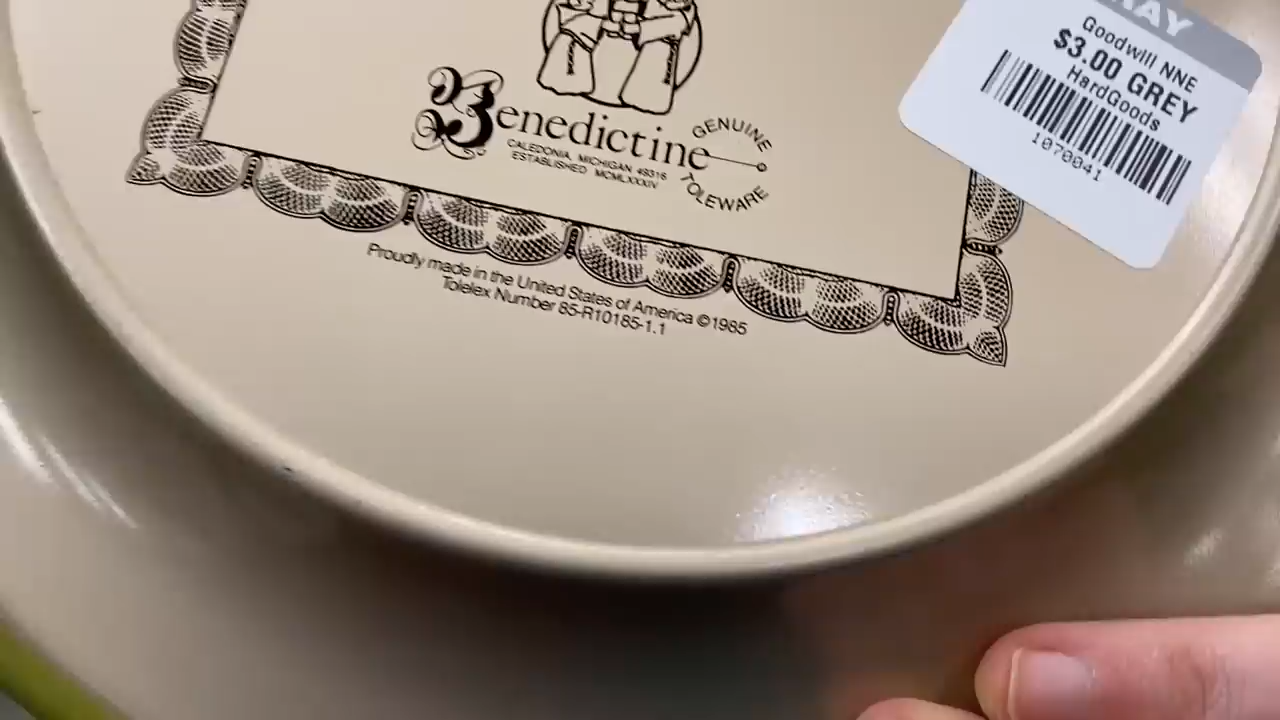 Goodwill NNE
$3.00 GREY
HardGoods
1070041
Benedictine
CALEDONIA, MICHIGAN 49316
ESTABLISHED MCMLXXXIV
GENUINE
TOLEWARE
Proudly made in the United States of America ©1985
Tolelex Number 85-R10185-1.1